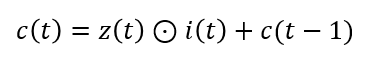 c(t) = z(t) ⊙ i(t) + c(t − 1)